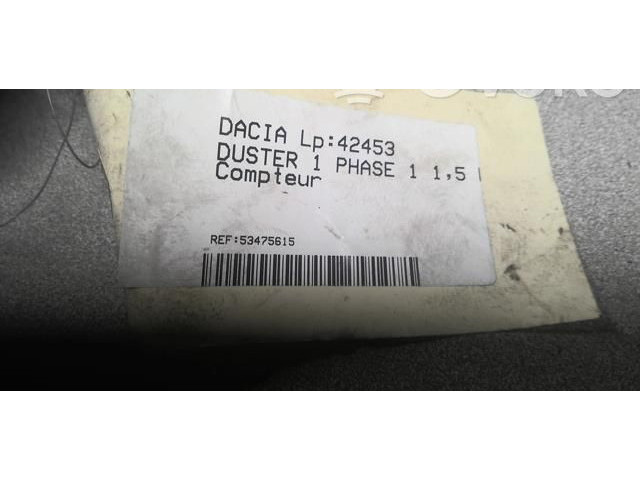 DACIA Lp:42453
DUSTER 1 PHASE 1 1,5
Compteur
REF:53475615